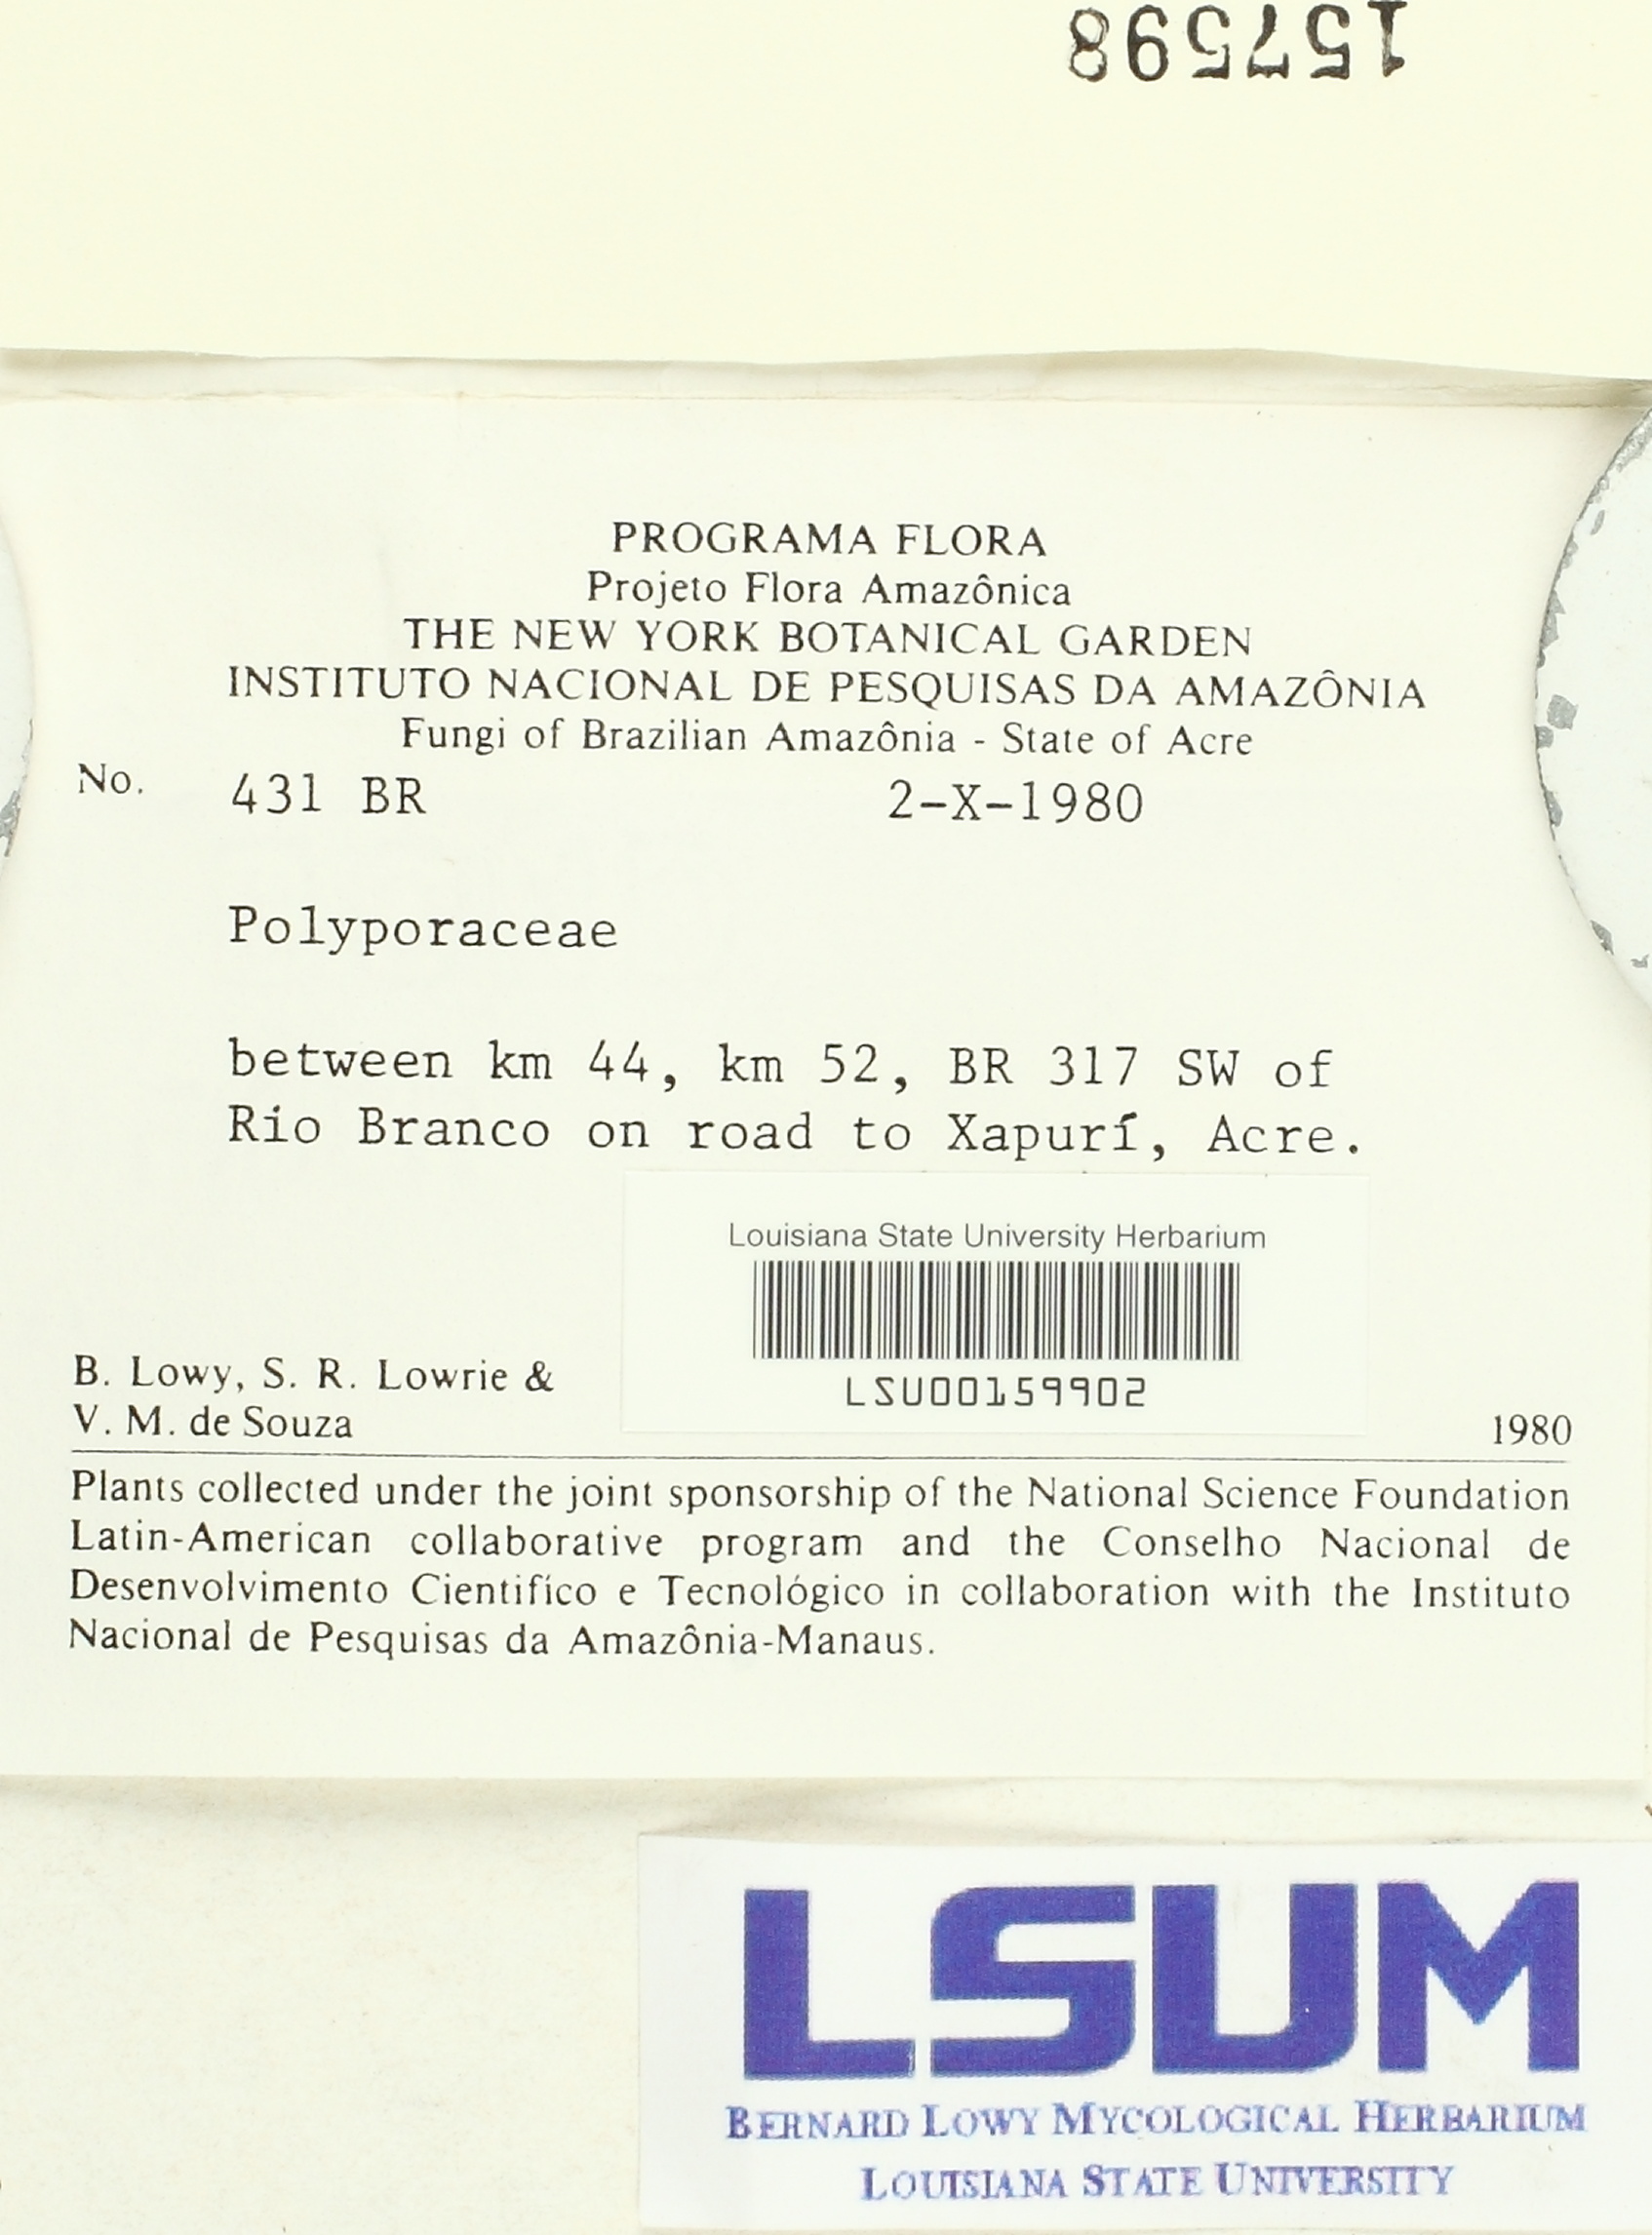 157598
PROGRAMA FLORA
Projeto Flora Amazônica
THE NEW YORK BOTANICAL GARDEN
INSTITUTO NACIONAL DE PESQUISAS DA AMAZÔNIA
Fungi of Brazilian Amazônia - State of Acre
No. 431 BR 2-X-1980
Polyporaceae
between km 44, km 52, BR 317 SW of
Rio Branco on road to Xapurí, Acre.
Louisiana State University Herbarium
LSU00159902
B. Lowy, S. R. Lowrie &
V. M. de Souza 1980
Plants collected under the joint sponsorship of the National Science Foundation
Latin-American collaborative program and the Conselho Nacional de
Desenvolvimento Cientifíco e Tecnológico in collaboration with the Instituto
Nacional de Pesquisas da Amazônia-Manaus.
LSUM
BERNARD LOWY MYCOLOGICAL HERBARIUM
LOUISIANA STATE UNIVERSITY